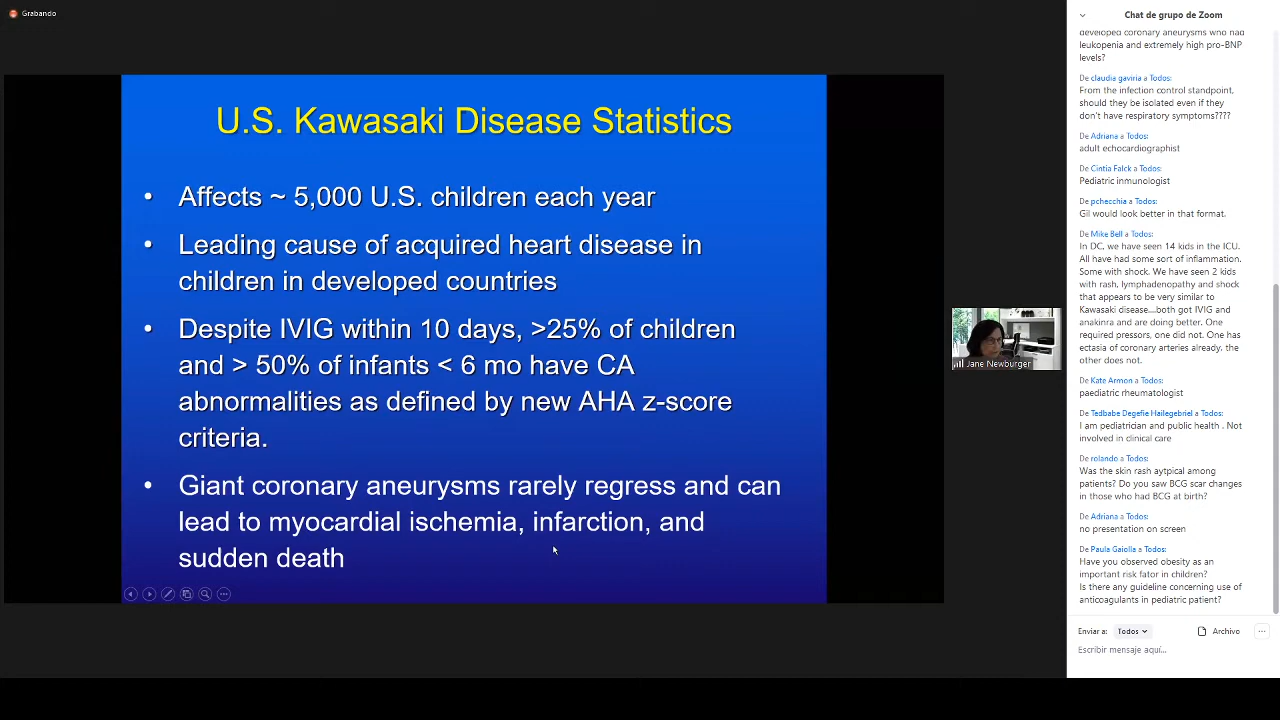 Grabando
U.S. Kawasaki Disease Statistics
• Affects ~ 5,000 U.S. children each year
• Leading cause of acquired heart disease in
children in developed countries
• Despite IVIG within 10 days, >25% of children
and > 50% of infants < 6 mo have CA
abnormalities as defined by new AHA z-score
criteria.
• Giant coronary aneurysms rarely regress and can
lead to myocardial ischemia, infarction, and
sudden death
Jane Newburger
Chat de grupo de Zoom
developed coronary aneurysms who had
leukopenia and extremely high pro-BNP
levels?
De claudia gaviria a Todos:
From the infection control standpoint,
should they be isolated even if they
don't have respiratory symptoms????
De Adriana a Todos:
adult echocardiographist
De Cintia Falck a Todos:
Pediatric inmunologist
De pchecchia a Todos:
Gil would look better in that format.
De Mike Bell a Todos:
In DC, we have seen 14 kids in the ICU.
All have had some sort of inflammation.
Some with shock. We have seen 2 kids
with rash, lymphadenopathy and shock
that appears to be very similar to
Kawasaki disease....both got IVIG and
anakinra and are doing better. One
required pressors, one did not. One has
ectasia of coronary arteries already. the
other does not.
De Kate Armon a Todos:
paediatric rheumatologist
De Tedbabe Degefie Hailegebriel a Todos:
I am pediatrician and public health . Not
involved in clinical care
De rolando a Todos:
Was the skin rash aytpical among
patients? Do you saw BCG scar changes
in those who had BCG at birth?
De Adriana a Todos:
no presentation on screen
De Paula Gaiolla a Todos:
Have you observed obesity as an
important risk fator in children?
Is there any guideline concerning use of
anticoagulants in pediatric patient?
Enviar a: Todos Archivo
Escribir mensaje aquí...